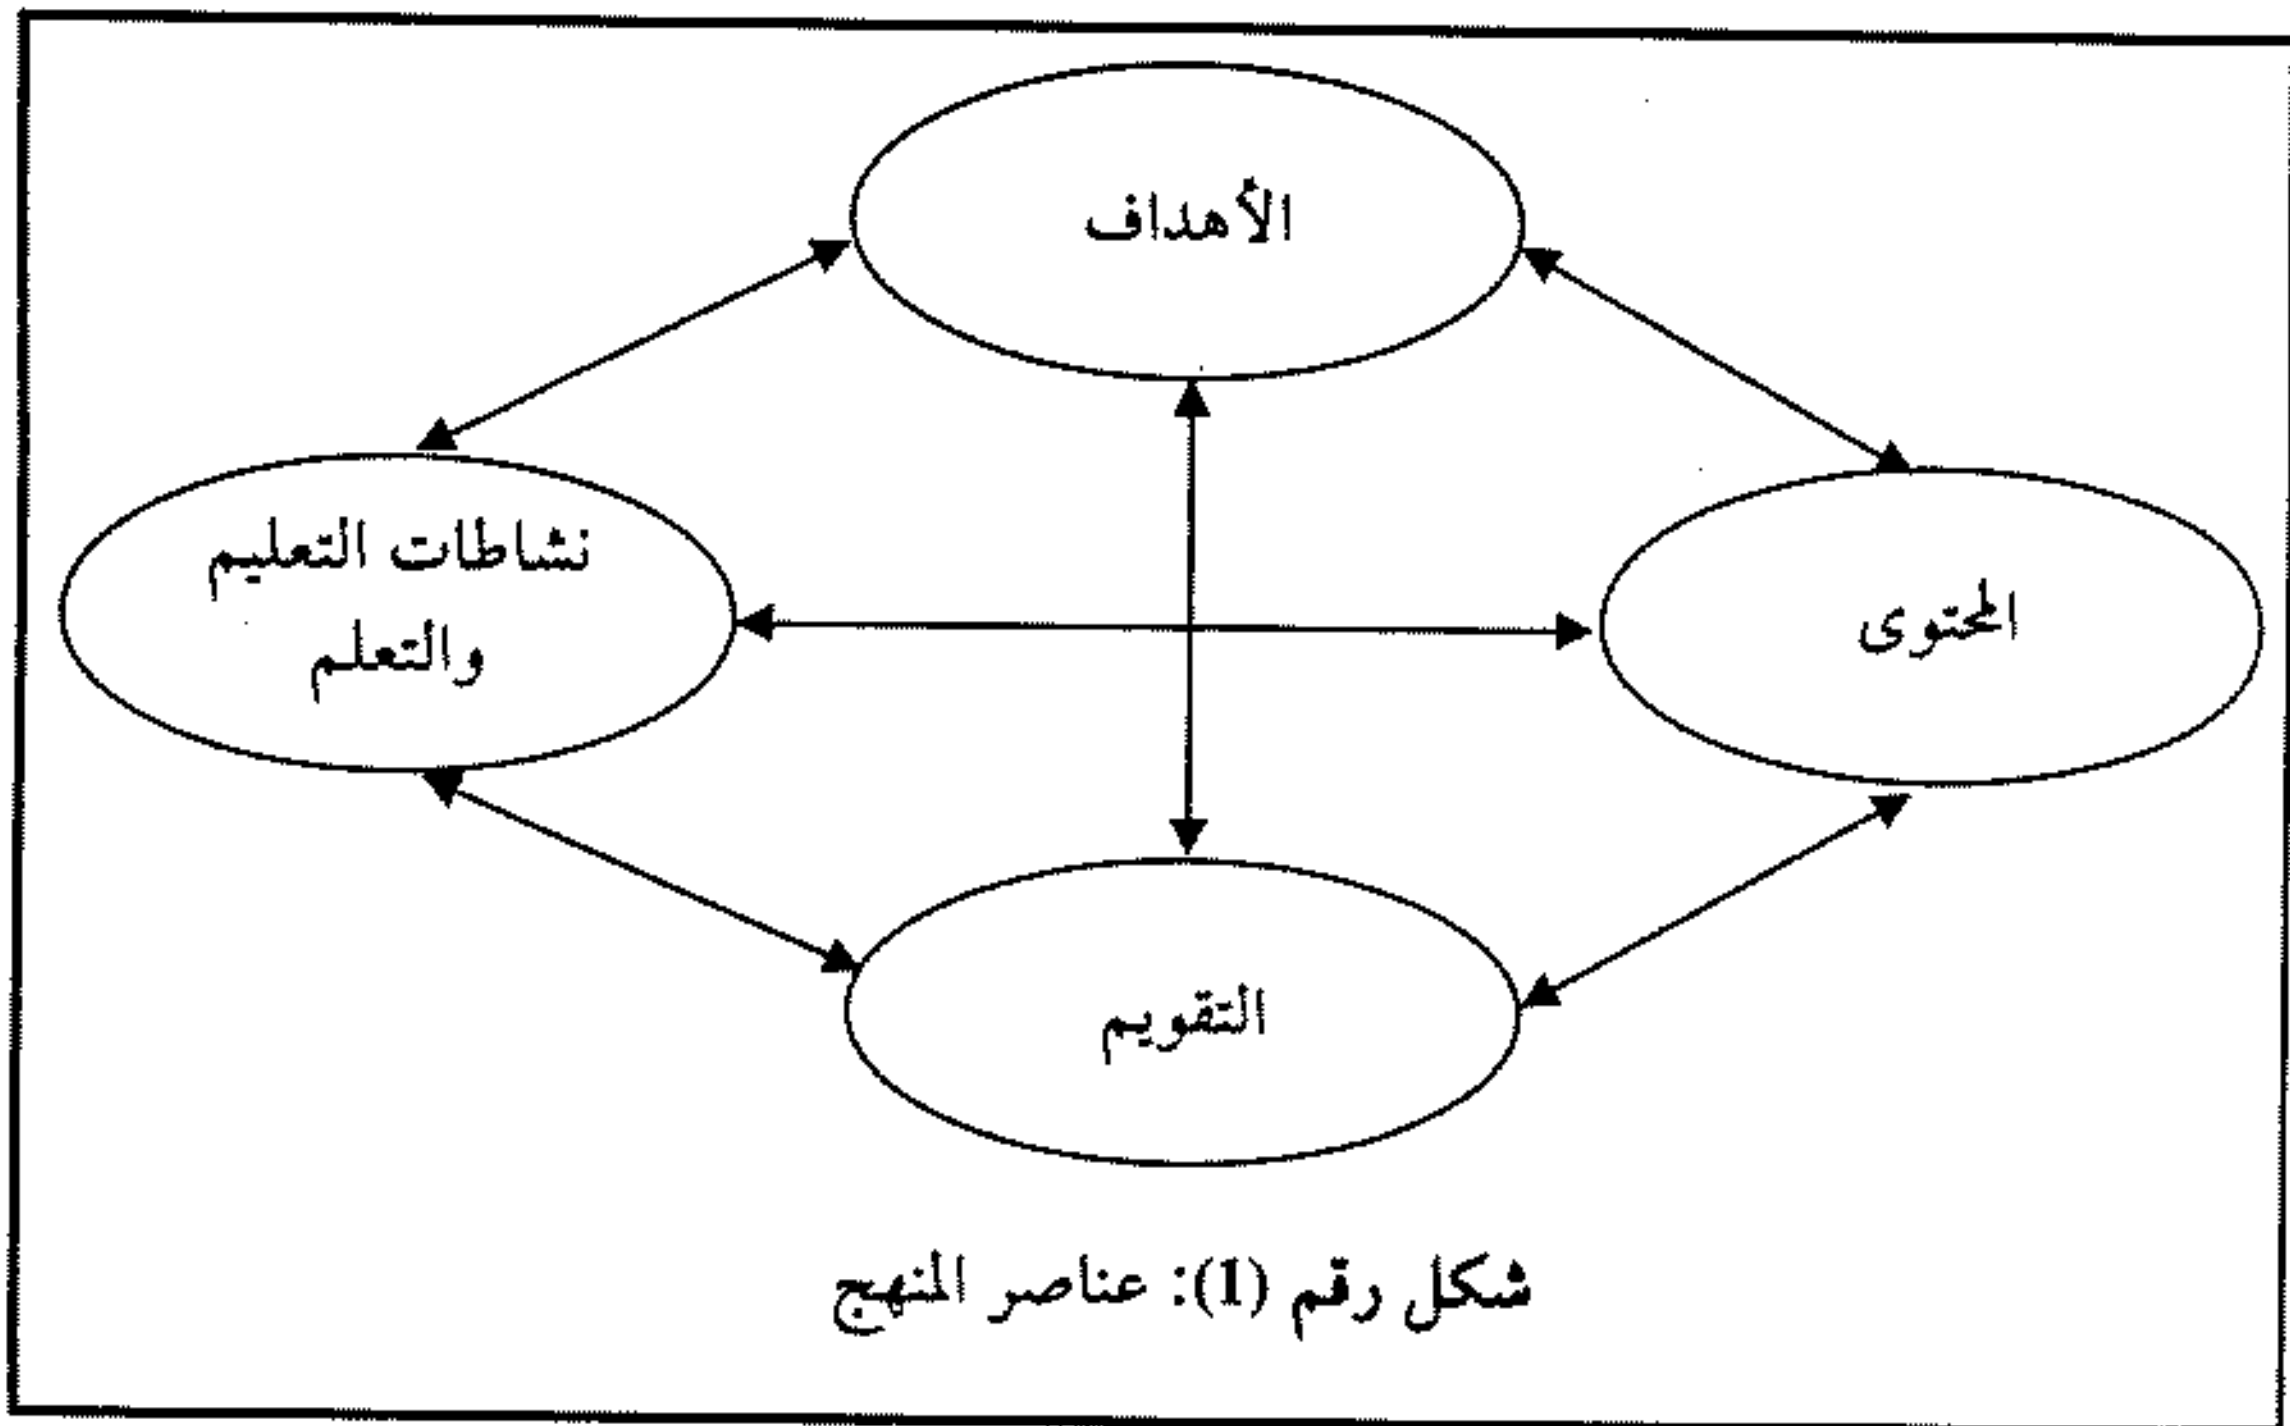 الأهداف
نشاطات التعليم
والتعلم
المحتوى
التقويم
شكل رقم (1): عناصر المنهج